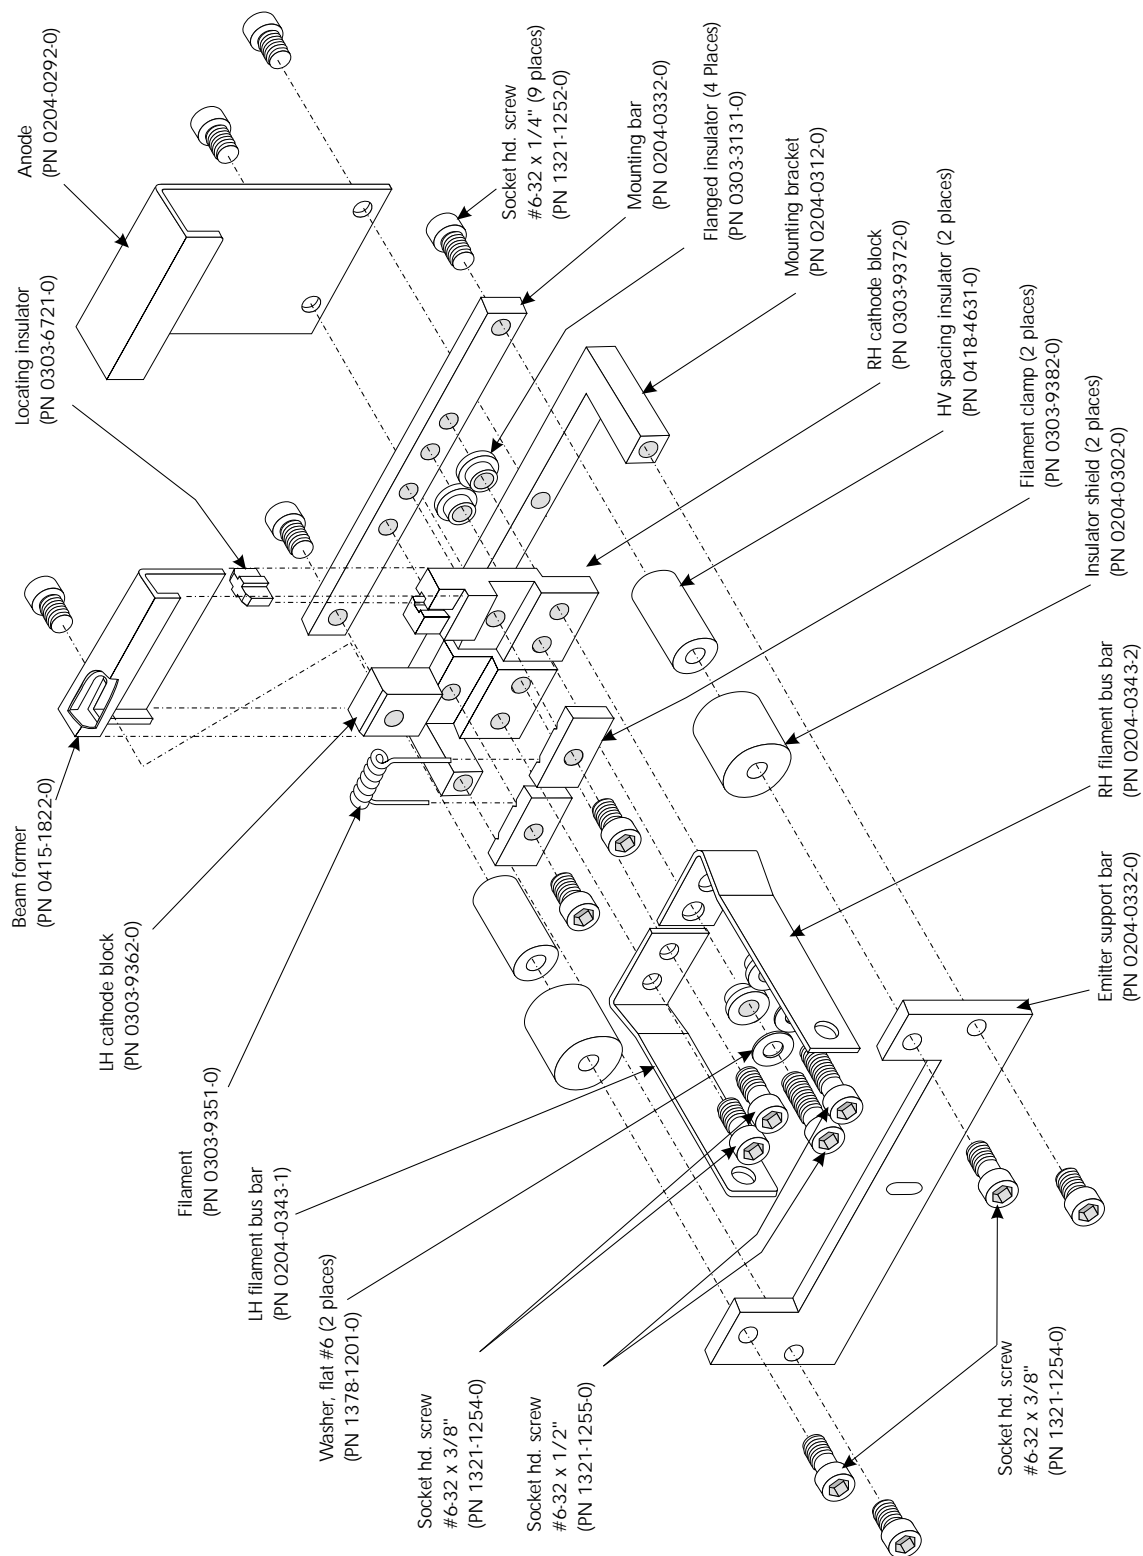 Anode
(PN 0204-0292-0)
Locating insulator
(PN 0303-6721-0)
Beam former
(PN 0415-1822-0)
LH cathode block
(PN 0303-9362-0)
Filament
(PN 0303-9351-0)
LH filament bus bar
(PN 0204-0343-1)
Washer, flat #6 (2 places)
(PN 1378-1201-0)
Socket hd. screw
#6-32 x 3/8"
(PN 1321-1254-0)
Socket hd. screw
#6-32 x 1/2"
(PN 1321-1255-0)
Socket hd. screw
#6-32 x 1/4" (9 places)
(PN 1321-1252-0)
Mounting bar
(PN 0204-0332-0)
Flanged insulator (4 Places)
(PN 0303-3131-0)
Mounting bracket
(PN 0204-0312-0)
RH cathode block
(PN 0303-9372-0)
HV spacing insulator (2 places)
(PN 0418-4631-0)
Filament clamp (2 places)
(PN 0303-9382-0)
Insulator shield (2 places)
(PN 0204-0302-0)
RH filament bus bar
(PN 0204-0343-2)
Emitter support bar
(PN 0204-0332-0)
Socket hd. screw
#6-32 x 3/8"
(PN 1321-1254-0)